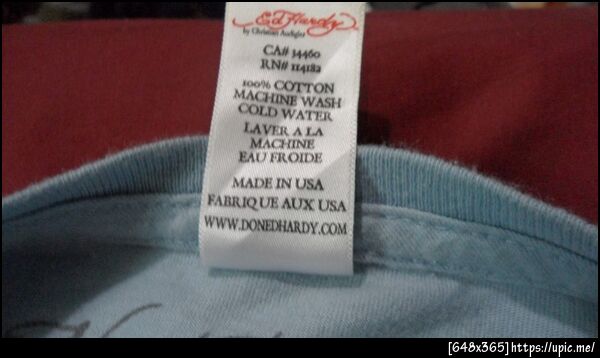 Ed Hardy
by Christian Audigier
CA# 34460
RN# 114182
100% COTTON
MACHINE WASH
COLD WATER
LAVER A LA
MACHINE
EAU FROIDE
MADE IN USA
FABRIQUE AUX USA
WWW.DONEDHARDY.COM
[648x365]https://upic.me/